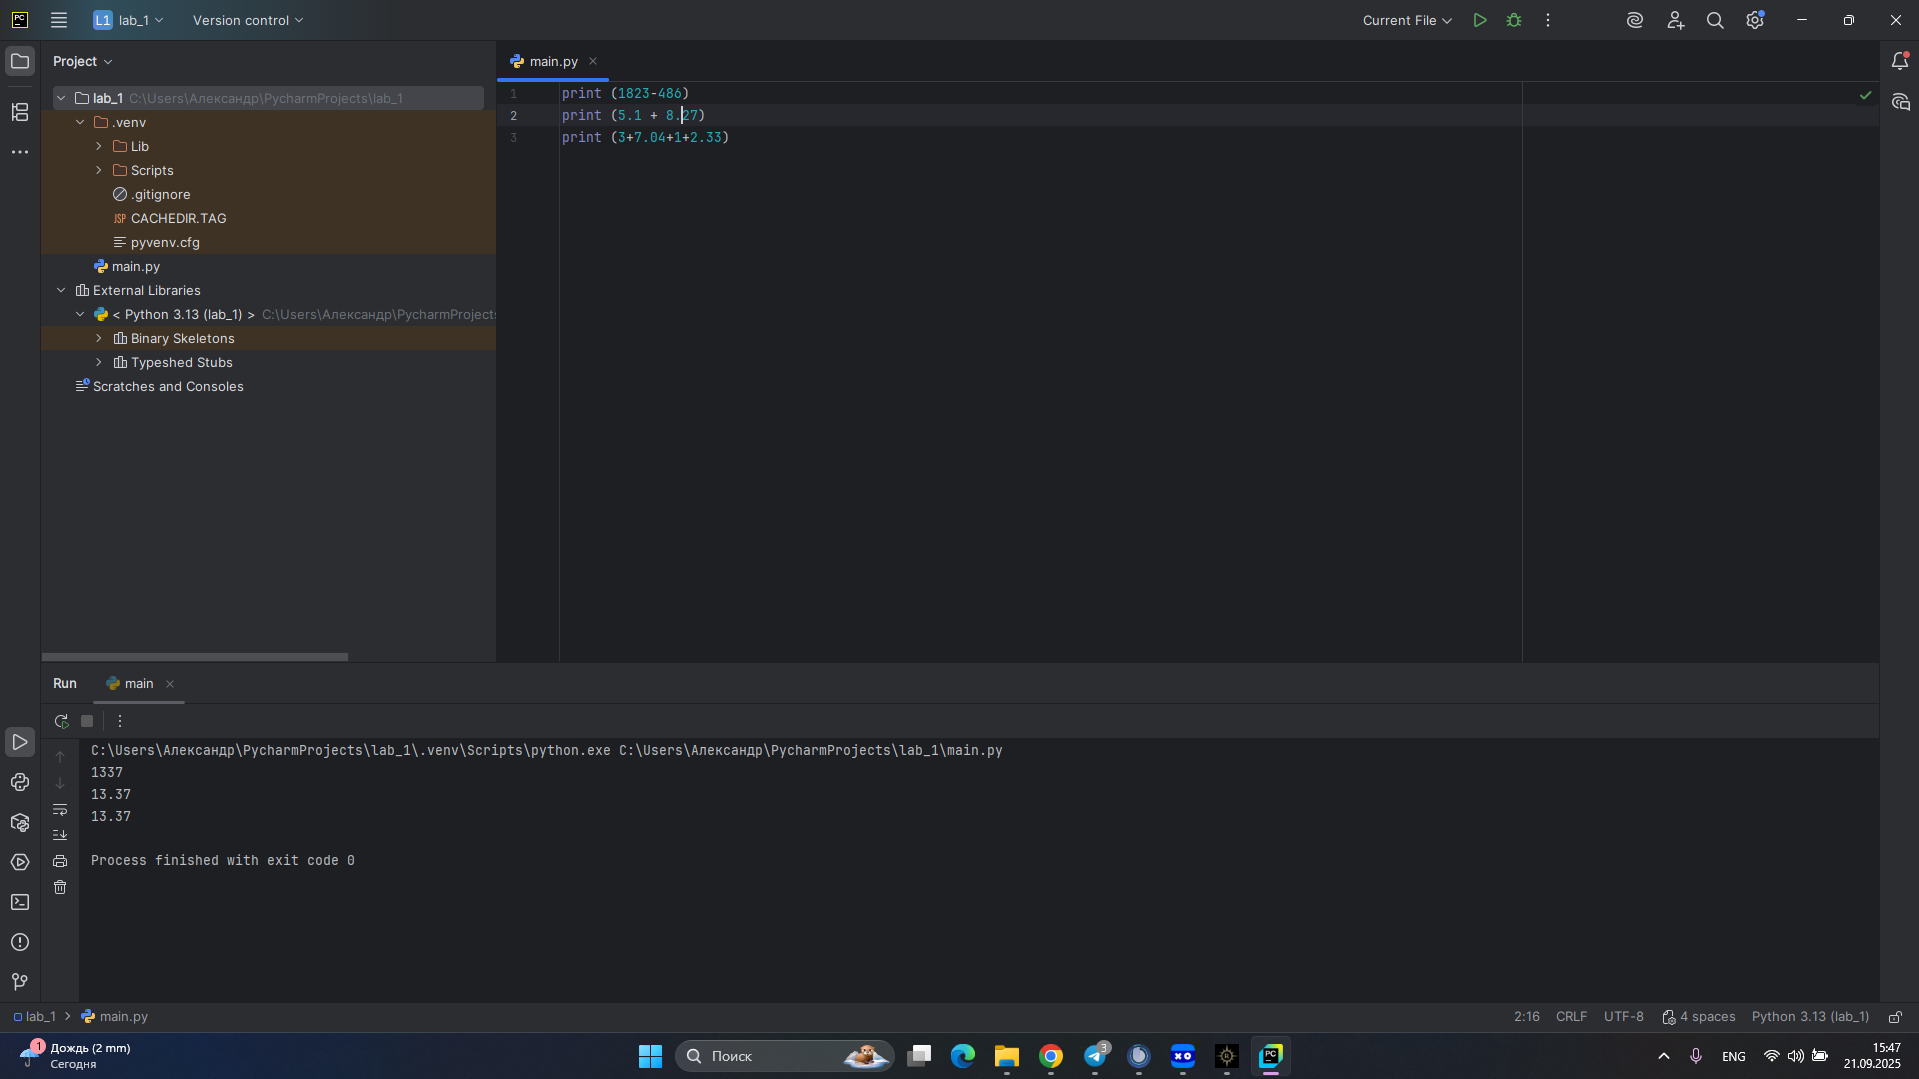 PC
L1 lab_1
Version control
Current File
Project
main.py
lab_1 C:\Users\Александр\PycharmProjects\lab_1
.venv
Lib
Scripts
.gitignore
JSP CACHEDIR.TAG
pyvenv.cfg
main.py
External Libraries
< Python 3.13 (lab_1) > C:\Users\Александр\PycharmProjects
Binary Skeletons
Typeshed Stubs
Scratches and Consoles
1 print (1823-486)
2 print (5.1 + 8.27)
3 print (3+7.04+1+2.33)
Run main
C:\Users\Александр\PycharmProjects\lab_1\.venv\Scripts\python.exe C:\Users\Александр\PycharmProjects\lab_1\main.py
1337
13.37
13.37
Process finished with exit code 0
lab_1 main.py
2:16 CRLF UTF-8 4 spaces Python 3.13 (lab_1)
1 Дождь (2 mm)
Сегодня
Поиск
3
XO
R
PC
ENG
15:47
21.09.2025